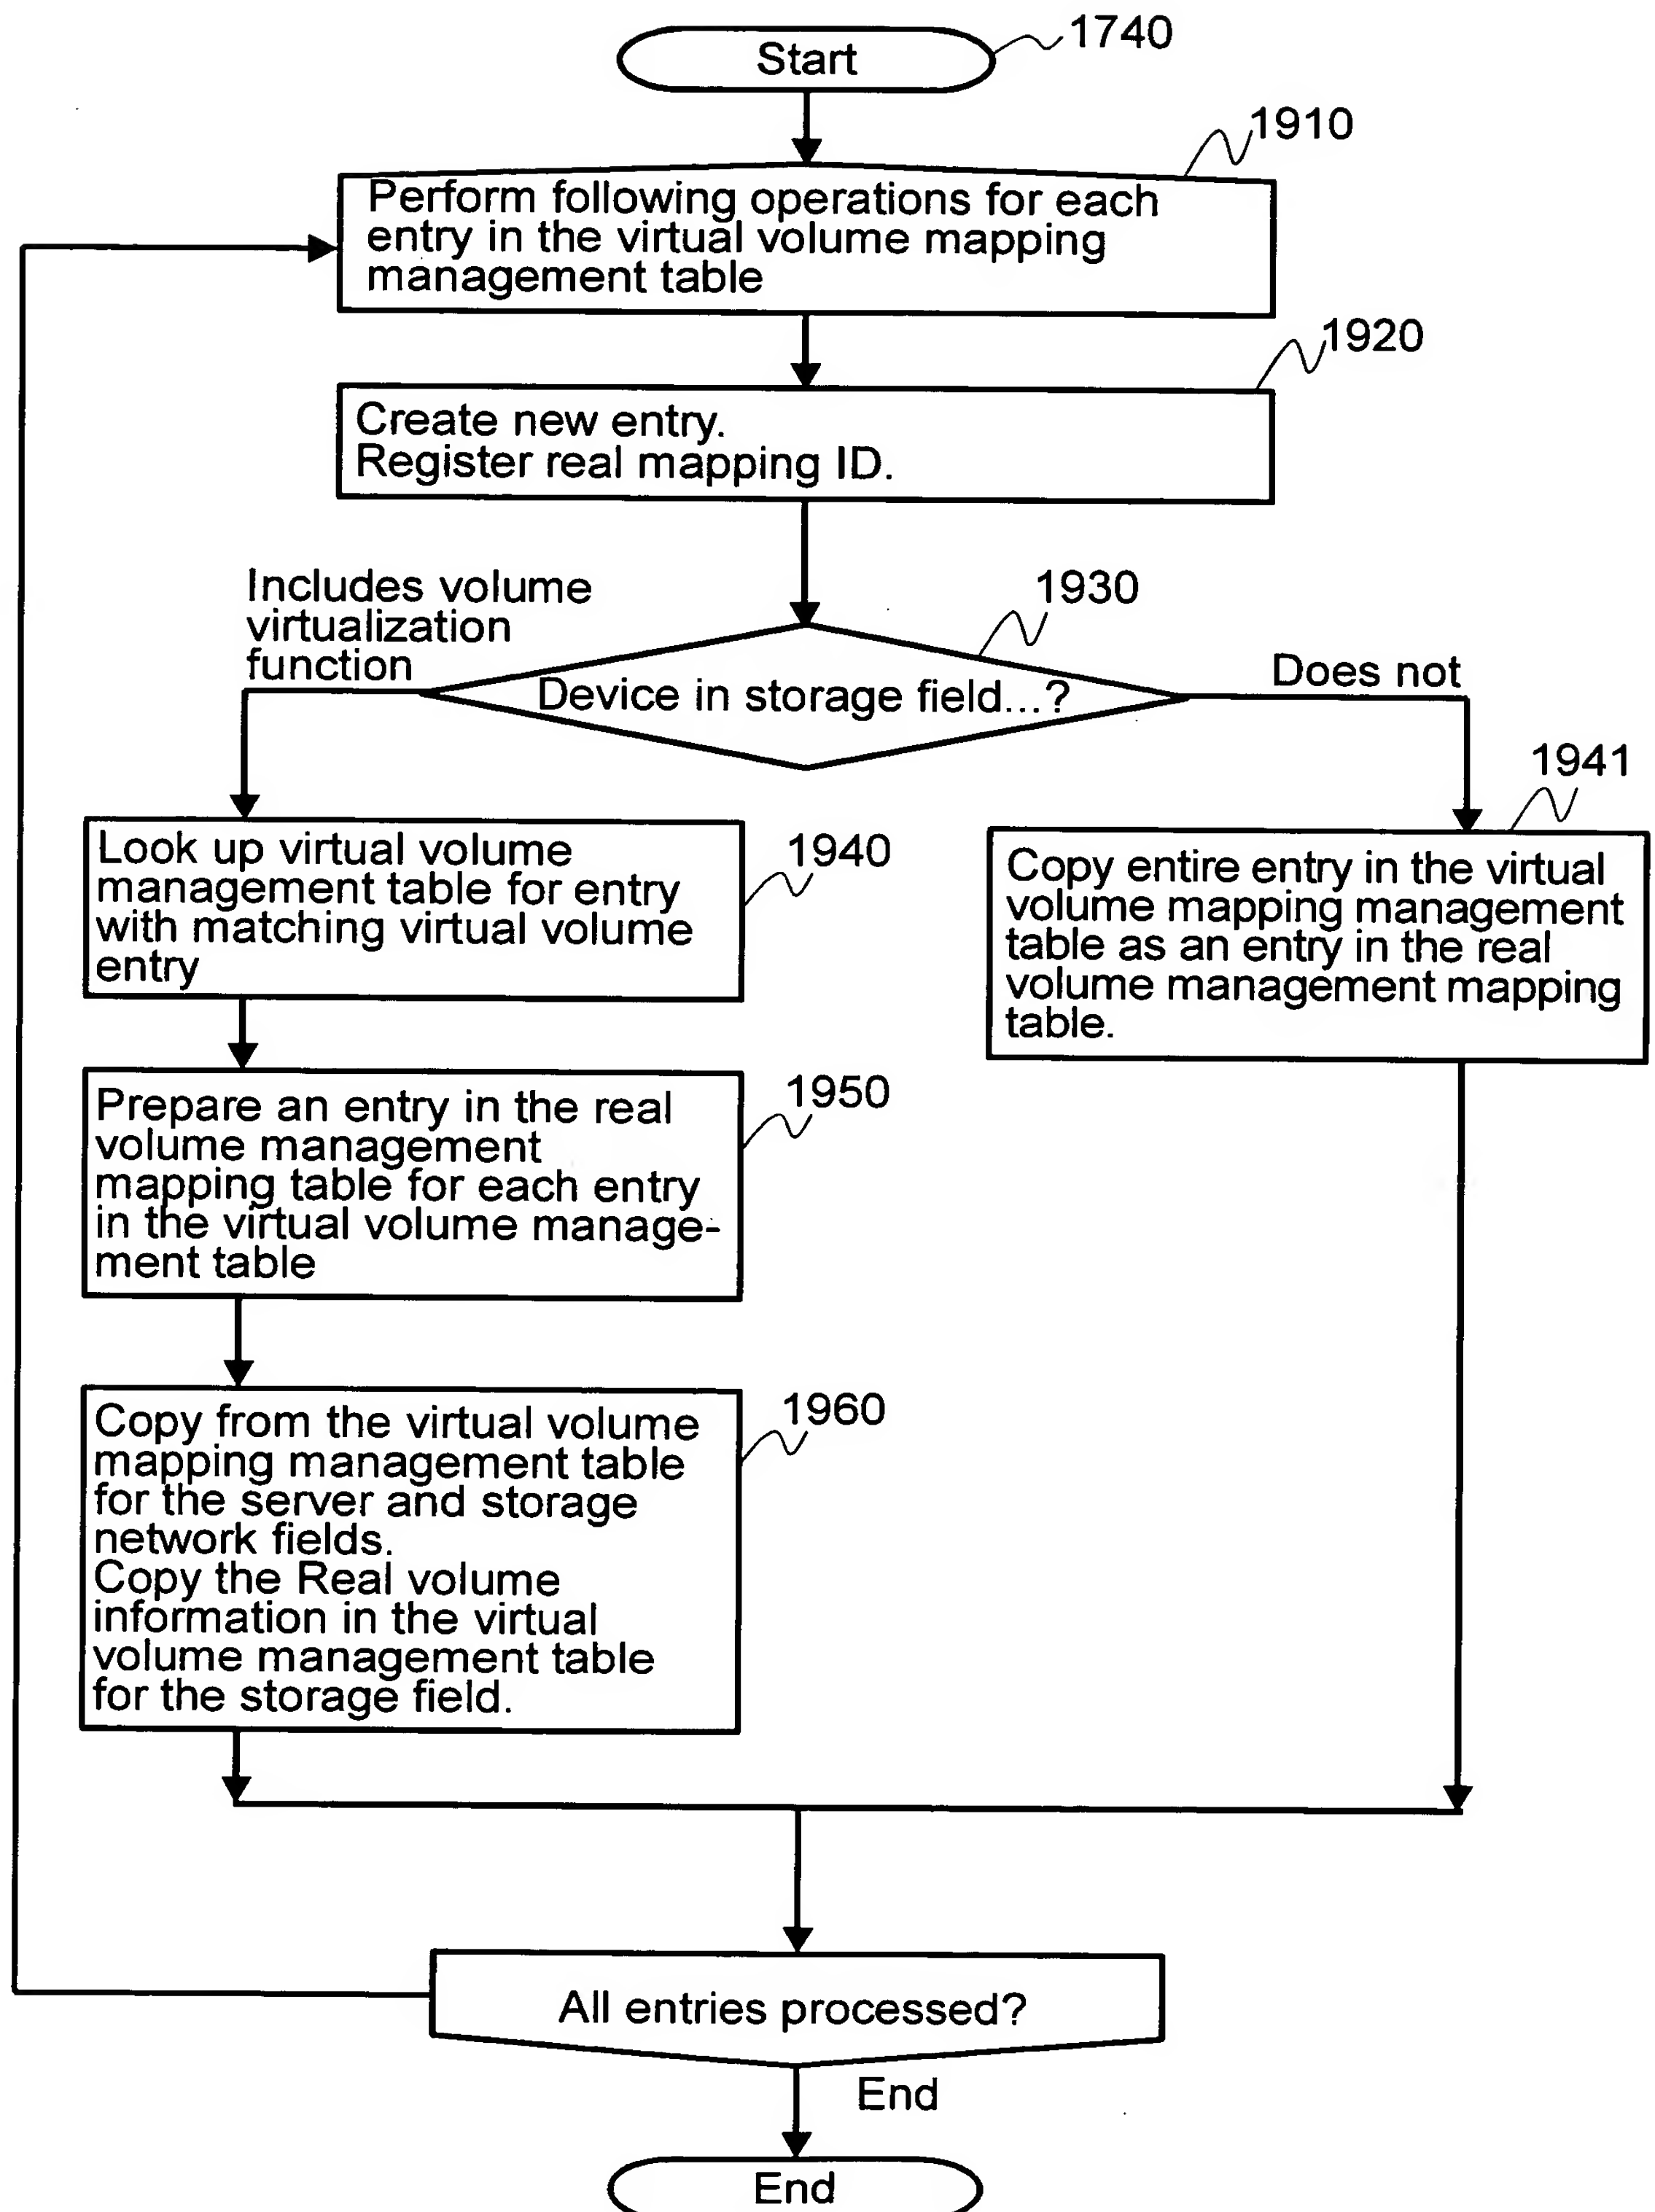 Start
1740
1910
Perform following operations for each
entry in the virtual volume mapping
management table
1920
Create new entry.
Register real mapping ID.
Includes volume
virtualization
function
1930
Device in storage field...?
Does not
1941
Look up virtual volume
management table for entry
with matching virtual volume
entry
1940
Copy entire entry in the virtual
volume mapping management
table as an entry in the real
volume management mapping
table.
Prepare an entry in the real
volume management
mapping table for each entry
in the virtual volume manage-
ment table
1950
Copy from the virtual volume
mapping management table
for the server and storage
network fields.
Copy the Real volume
information in the virtual
volume management table
for the storage field.
1960
All entries processed?
End
End